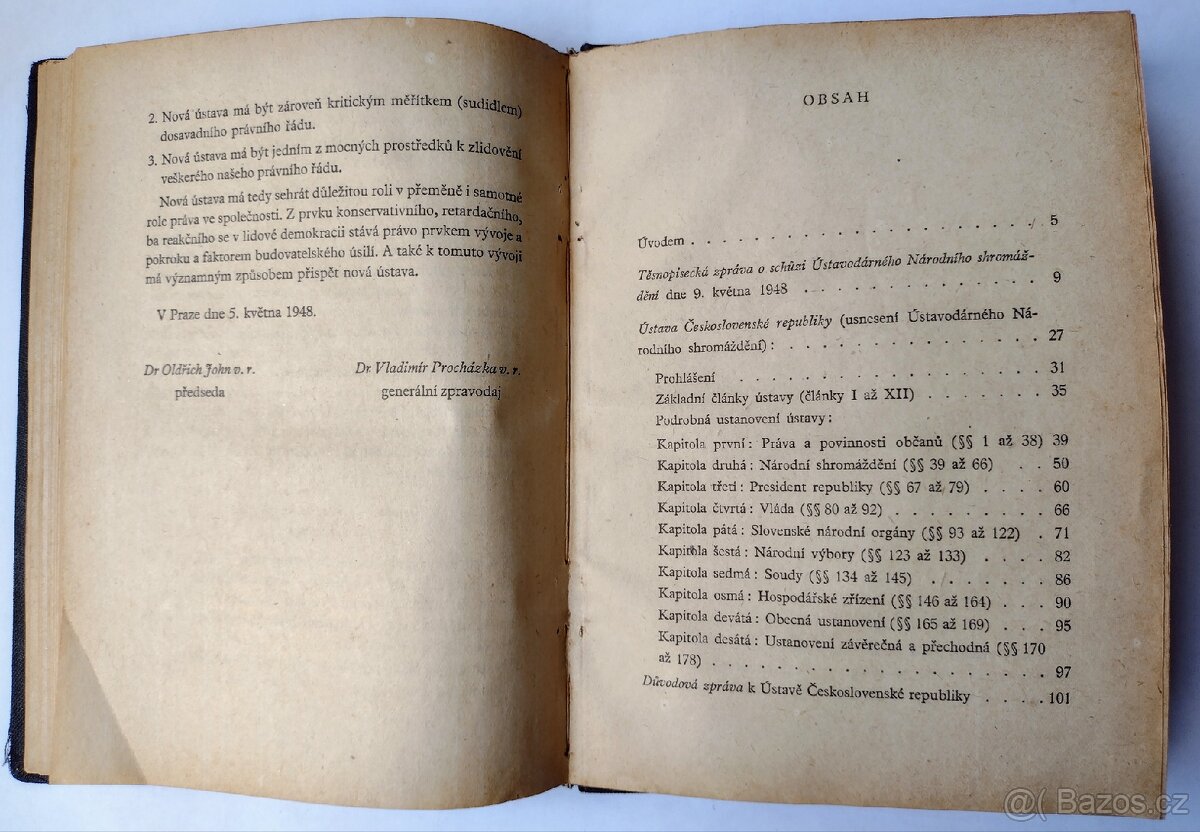 2. Nová ústava má být zároveň kritickým měřítkem (sudidlem)
dosavadního právního řádu.
3. Nová ústava má být jedním z mocných prostředků k zlidovění
veškerého našeho právního řádu.
Nová ústava má tedy sehrát důležitou roli v přeměně i samotné
role práva ve společnosti. Z prvku konservativního, retardačního,
ba reakčního se v lidové demokracii stává právo prvkem vývoje a
pokroku a faktorem budovatelského úsilí. A také k tomuto vývoji
má významným způsobem přispět nová ústava.
V Praze dne 5. května 1948.
Dr Oldřich John v. r. Dr. Vladimír Procházka v. r.
předseda generální zpravodaj
OBSAH
Úvodem . . . . . . . . . . . . . . . . . . . 5
Těsnopisecká zpráva o schůzi Ústavodárného Národního shromáž-
dění dne 9. května 1948 . . . . . . . . . . . . . 9
Ústava Československé republiky (usnesení Ústavodárného Ná-
rodního shromáždění) : . . . . . . . . . . . . . . 27
Prohlášení . . . . . . . . . . . . . . . . . 31
Základní články ústavy (články I až XII) . . . . . . . 35
Podrobná ustanovení ústavy :
Kapitola první : Práva a povinnosti občanů (§§ 1 až 38) 39
Kapitola druhá : Národní shromáždění (§§ 39 až 66) . . 50
Kapitola třetí : President republiky (§§ 67 až 79) . . . . 60
Kapitola čtvrtá : Vláda (§§ 80 až 92) . . . . . . . . . 66
Kapitola pátá : Slovenské národní orgány (§§ 93 až 122) . 71
Kapitola šestá : Národní výbory (§§ 123 až 133) . . . . 82
Kapitola sedmá : Soudy (§§ 134 až 145) . . . . . . . 86
Kapitola osmá : Hospodářské zřízení (§§ 146 až 164) . . . 90
Kapitola devátá : Obecná ustanovení (§§ 165 až 169) . . . 95
Kapitola desátá : Ustanovení závěrečná a přechodná (§§ 170
až 178) . . . . . . . . . . . . . . . . . . 97
Důvodová zpráva k Ústavě Československé republiky . . . . 101
@( Bazos.cz